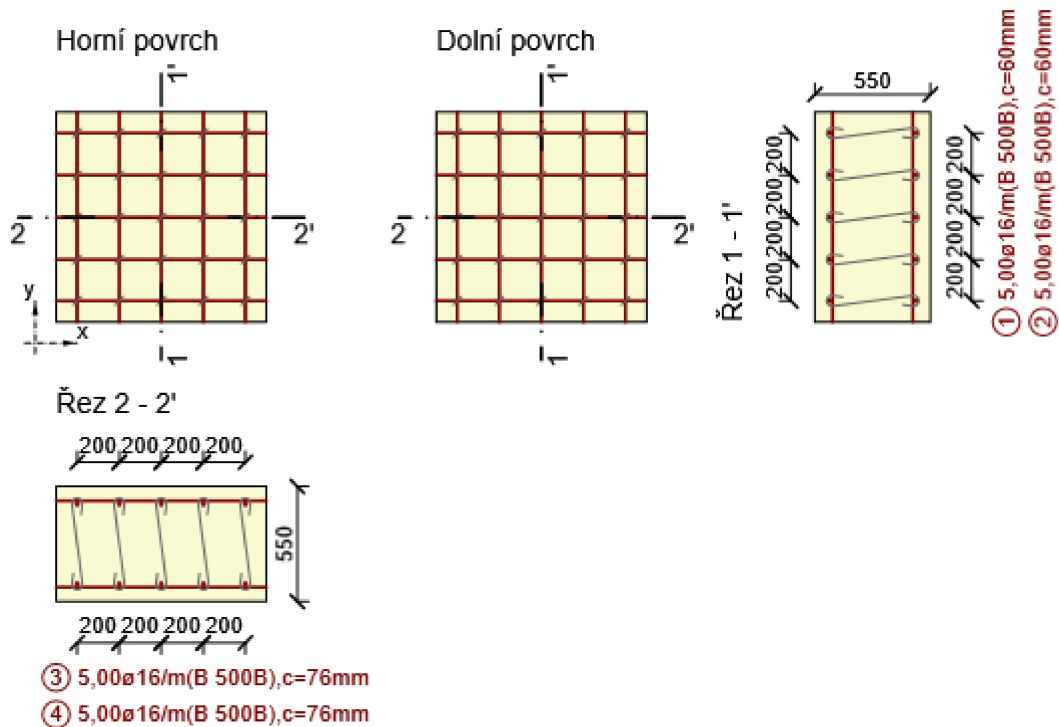 Horní povrch
1'
2
2'
y
x
1
Dolní povrch
1'
2
2'
1
Řez 1 - 1'
550
200
200
200
200
200
200
200
200
1 5,00ø16/m(B 500B),c=60mm
2 5,00ø16/m(B 500B),c=60mm
Řez 2 - 2'
200 200 200 200
550
200 200 200 200
3 5,00ø16/m(B 500B),c=76mm
4 5,00ø16/m(B 500B),c=76mm